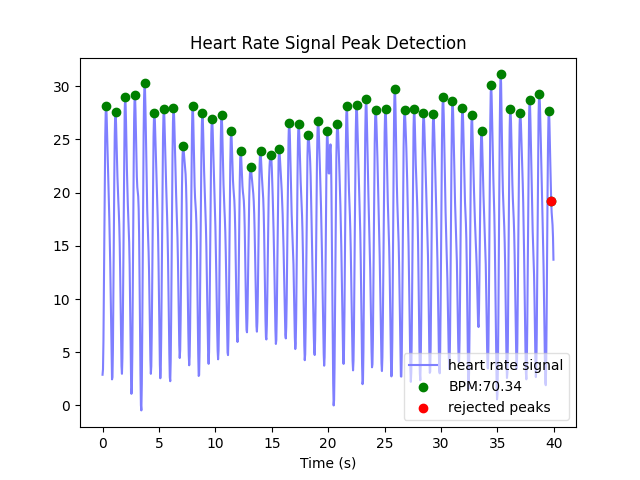 Heart Rate Signal Peak Detection
30
25
20
15
10
5
0
heart rate signal
BPM:70.34
rejected peaks
0 5 10 15 20 25 30 35 40
Time (s)